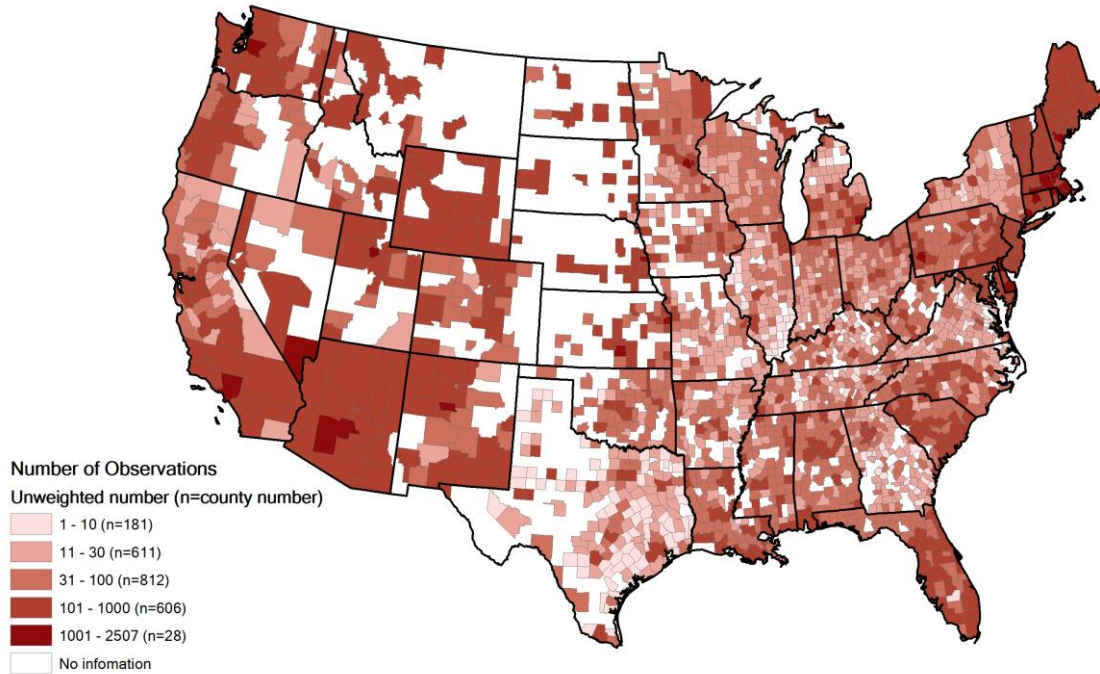 Number of Observations
Unweighted number (n=county number)
1 - 10 (n=181)
11 - 30 (n=611)
31 - 100 (n=812)
101 - 1000 (n=606)
1001 - 2507 (n=28)
No infomation